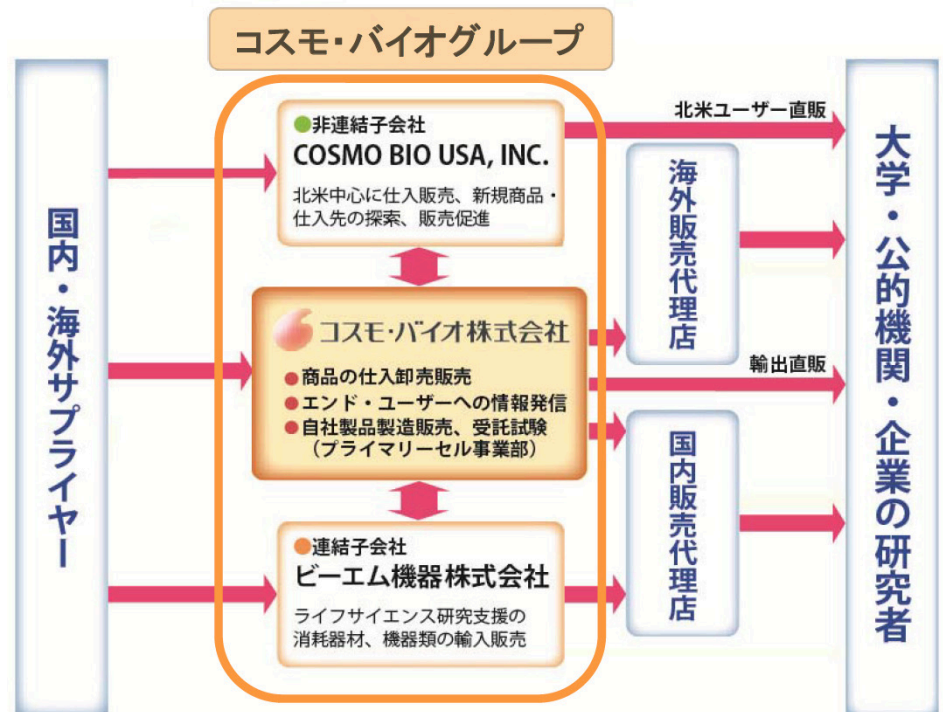 コスモ・バイオグループ
国内・海外サプライヤー
●非連結子会社
COSMO BIO USA, INC.
北米中心に仕入販売、新規商品・
仕入先の探索、販売促進
コスモ・バイオ株式会社
●商品の仕入卸売販売
●エンド・ユーザーへの情報発信
●自社製品製造販売、受託試験
（プライマリーセル事業部）
●連結子会社
ビーエム機器株式会社
ライフサイエンス研究支援の
消耗器材、機器類の輸入販売
北米ユーザー直販
海外販売代理店
輸出直販
国内販売代理店
大学・公的機関・企業の研究者